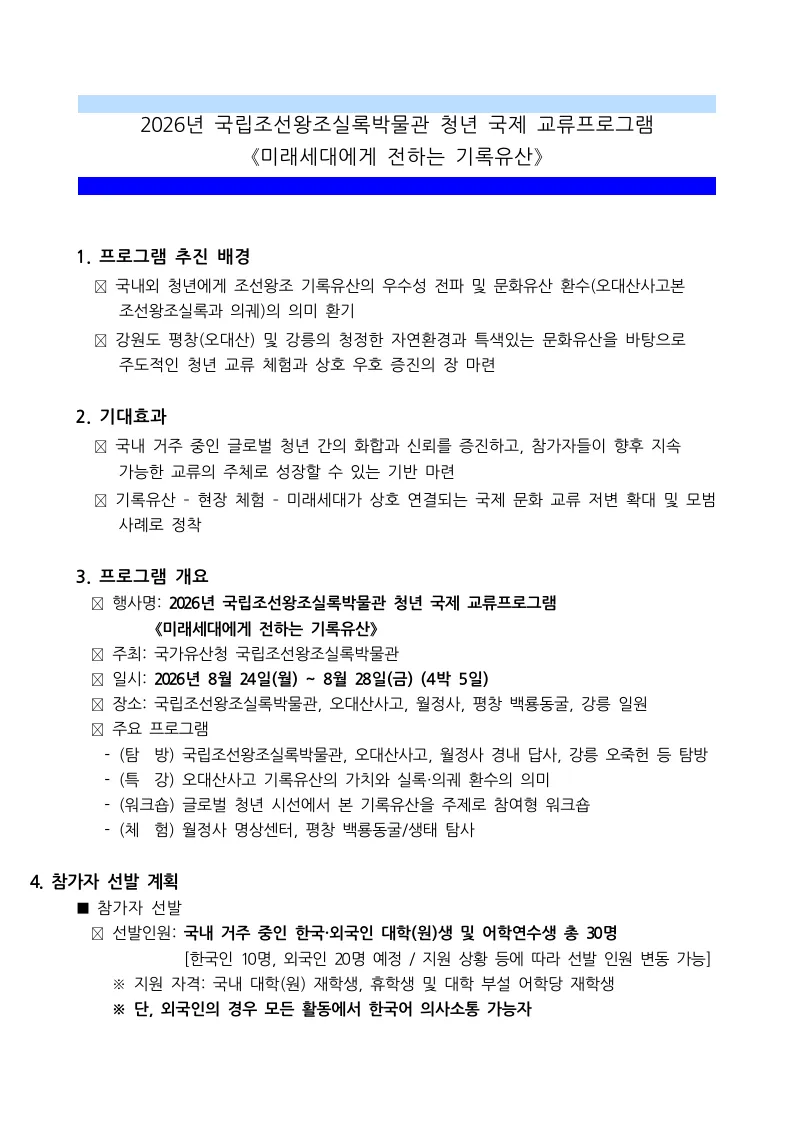 2026년 국립조선왕조실록박물관 청년 국제 교류프로그램
《미래세대에게 전하는 기록유산》
1. 프로그램 추진 배경
국내외 청년에게 조선왕조 기록유산의 우수성 전파 및 문화유산 환수(오대산사고본
조선왕조실록과 의궤)의 의미 환기
강원도 평창(오대산) 및 강릉의 청정한 자연환경과 특색있는 문화유산을 바탕으로
주도적인 청년 교류 체험과 상호 우호 증진의 장 마련
2. 기대효과
국내 거주 중인 글로벌 청년 간의 화합과 신뢰를 증진하고, 참가자들이 향후 지속
가능한 교류의 주체로 성장할 수 있는 기반 마련
기록유산 - 현장 체험 - 미래세대가 상호 연결되는 국제 문화 교류 저변 확대 및 모범
사례로 정착
3. 프로그램 개요
행사명: 2026년 국립조선왕조실록박물관 청년 국제 교류프로그램
《미래세대에게 전하는 기록유산》
주최: 국가유산청 국립조선왕조실록박물관
일시: 2026년 8월 24일(월) ~ 8월 28일(금) (4박 5일)
장소: 국립조선왕조실록박물관, 오대산사고, 월정사, 평창 백룡동굴, 강릉 일원
주요 프로그램
- (탐 방) 국립조선왕조실록박물관, 오대산사고, 월정사 경내 답사, 강릉 오죽헌 등 탐방
- (특 강) 오대산사고 기록유산의 가치와 실록·의궤 환수의 의미
- (워크숍) 글로벌 청년 시선에서 본 기록유산을 주제로 참여형 워크숍
- (체 험) 월정사 명상센터, 평창 백룡동굴/생태 탐사
4. 참가자 선발 계획
■ 참가자 선발
선발인원: 국내 거주 중인 한국·외국인 대학(원)생 및 어학연수생 총 30명
[한국인 10명, 외국인 20명 예정 / 지원 상황 등에 따라 선발 인원 변동 가능]
※ 지원 자격: 국내 대학(원) 재학생, 휴학생 및 대학 부설 어학당 재학생
※ 단, 외국인의 경우 모든 활동에서 한국어 의사소통 가능자